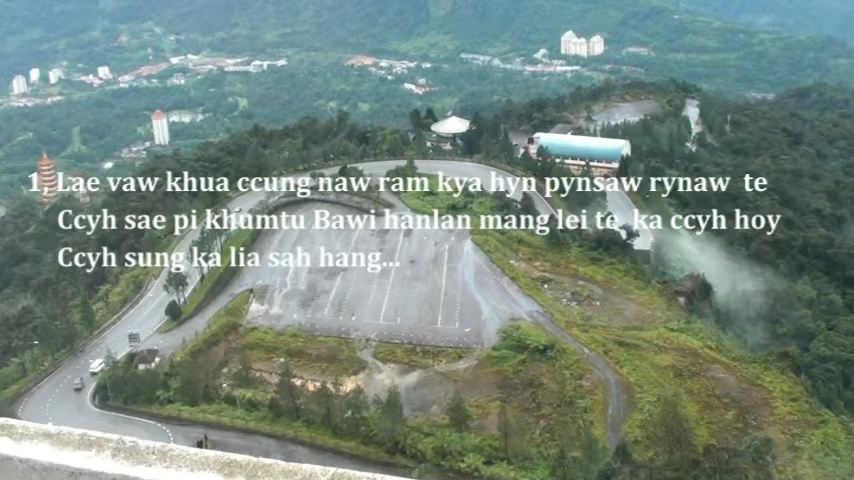 1, Lae vaw khua ccung naw ram kya hyn pynsaw rynaw te
Ccyh sae pi khumtu Bawi hanlan mang lei te ka ccyh hoy
Ccyh sung ka lia sah hang...